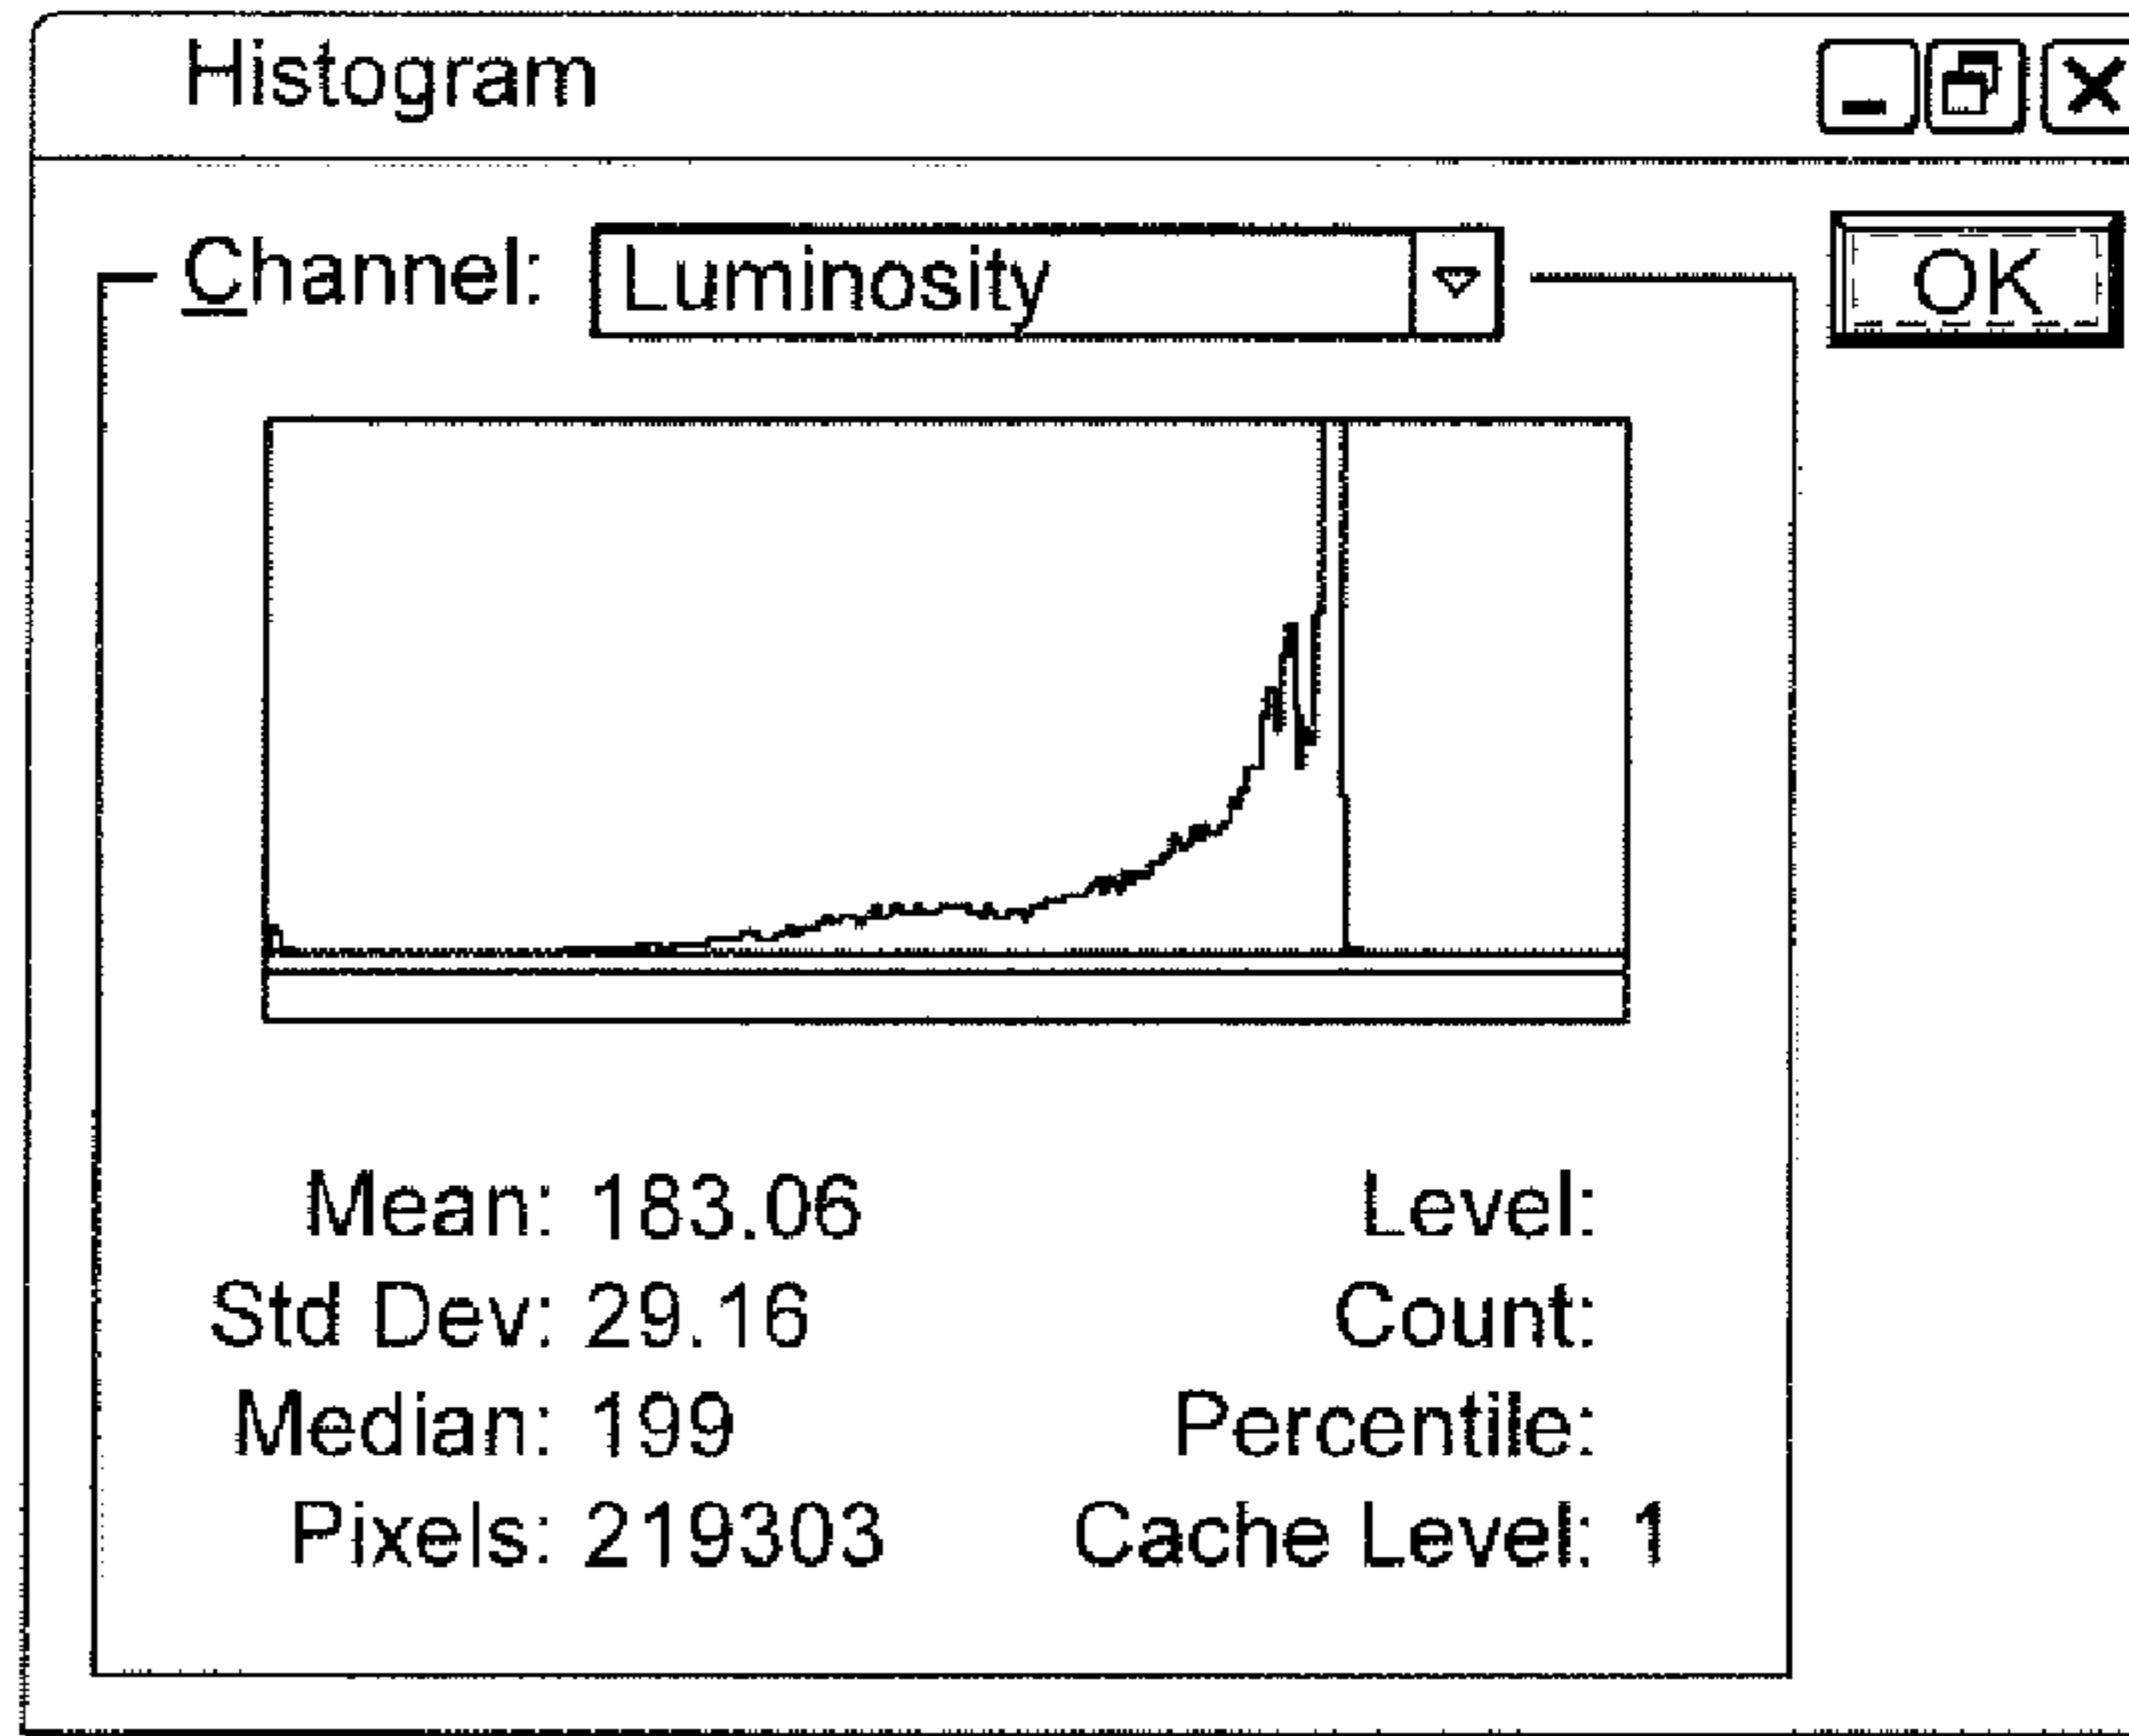 Histogram
Channel: Luminosity
OK
Mean: 183.06
Level:
Std Dev: 29.16
Count:
Median: 199
Percentile:
Pixels: 219303
Cache Level: 1